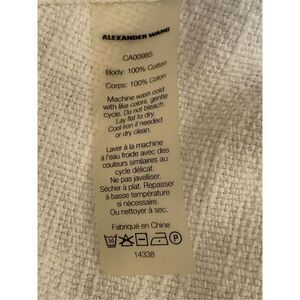 ALEXANDER WANG
CA00985
Body: 100% Cotton
Corps: 100% Coton
Machine wash cold
with like colors, gentle
cycle. Do not bleach.
Lay flat to dry.
Cool iron if needed
or dry clean.
Laver à la machine à
l'eau froide avec des
couleurs similaires au
cycle délicat.
Ne pas javelliser.
Sécher à plat. Repasser
à basse température
si nécessaire.
Ou nettoyer à sec.
Fabriqué en Chine
30 P
14338